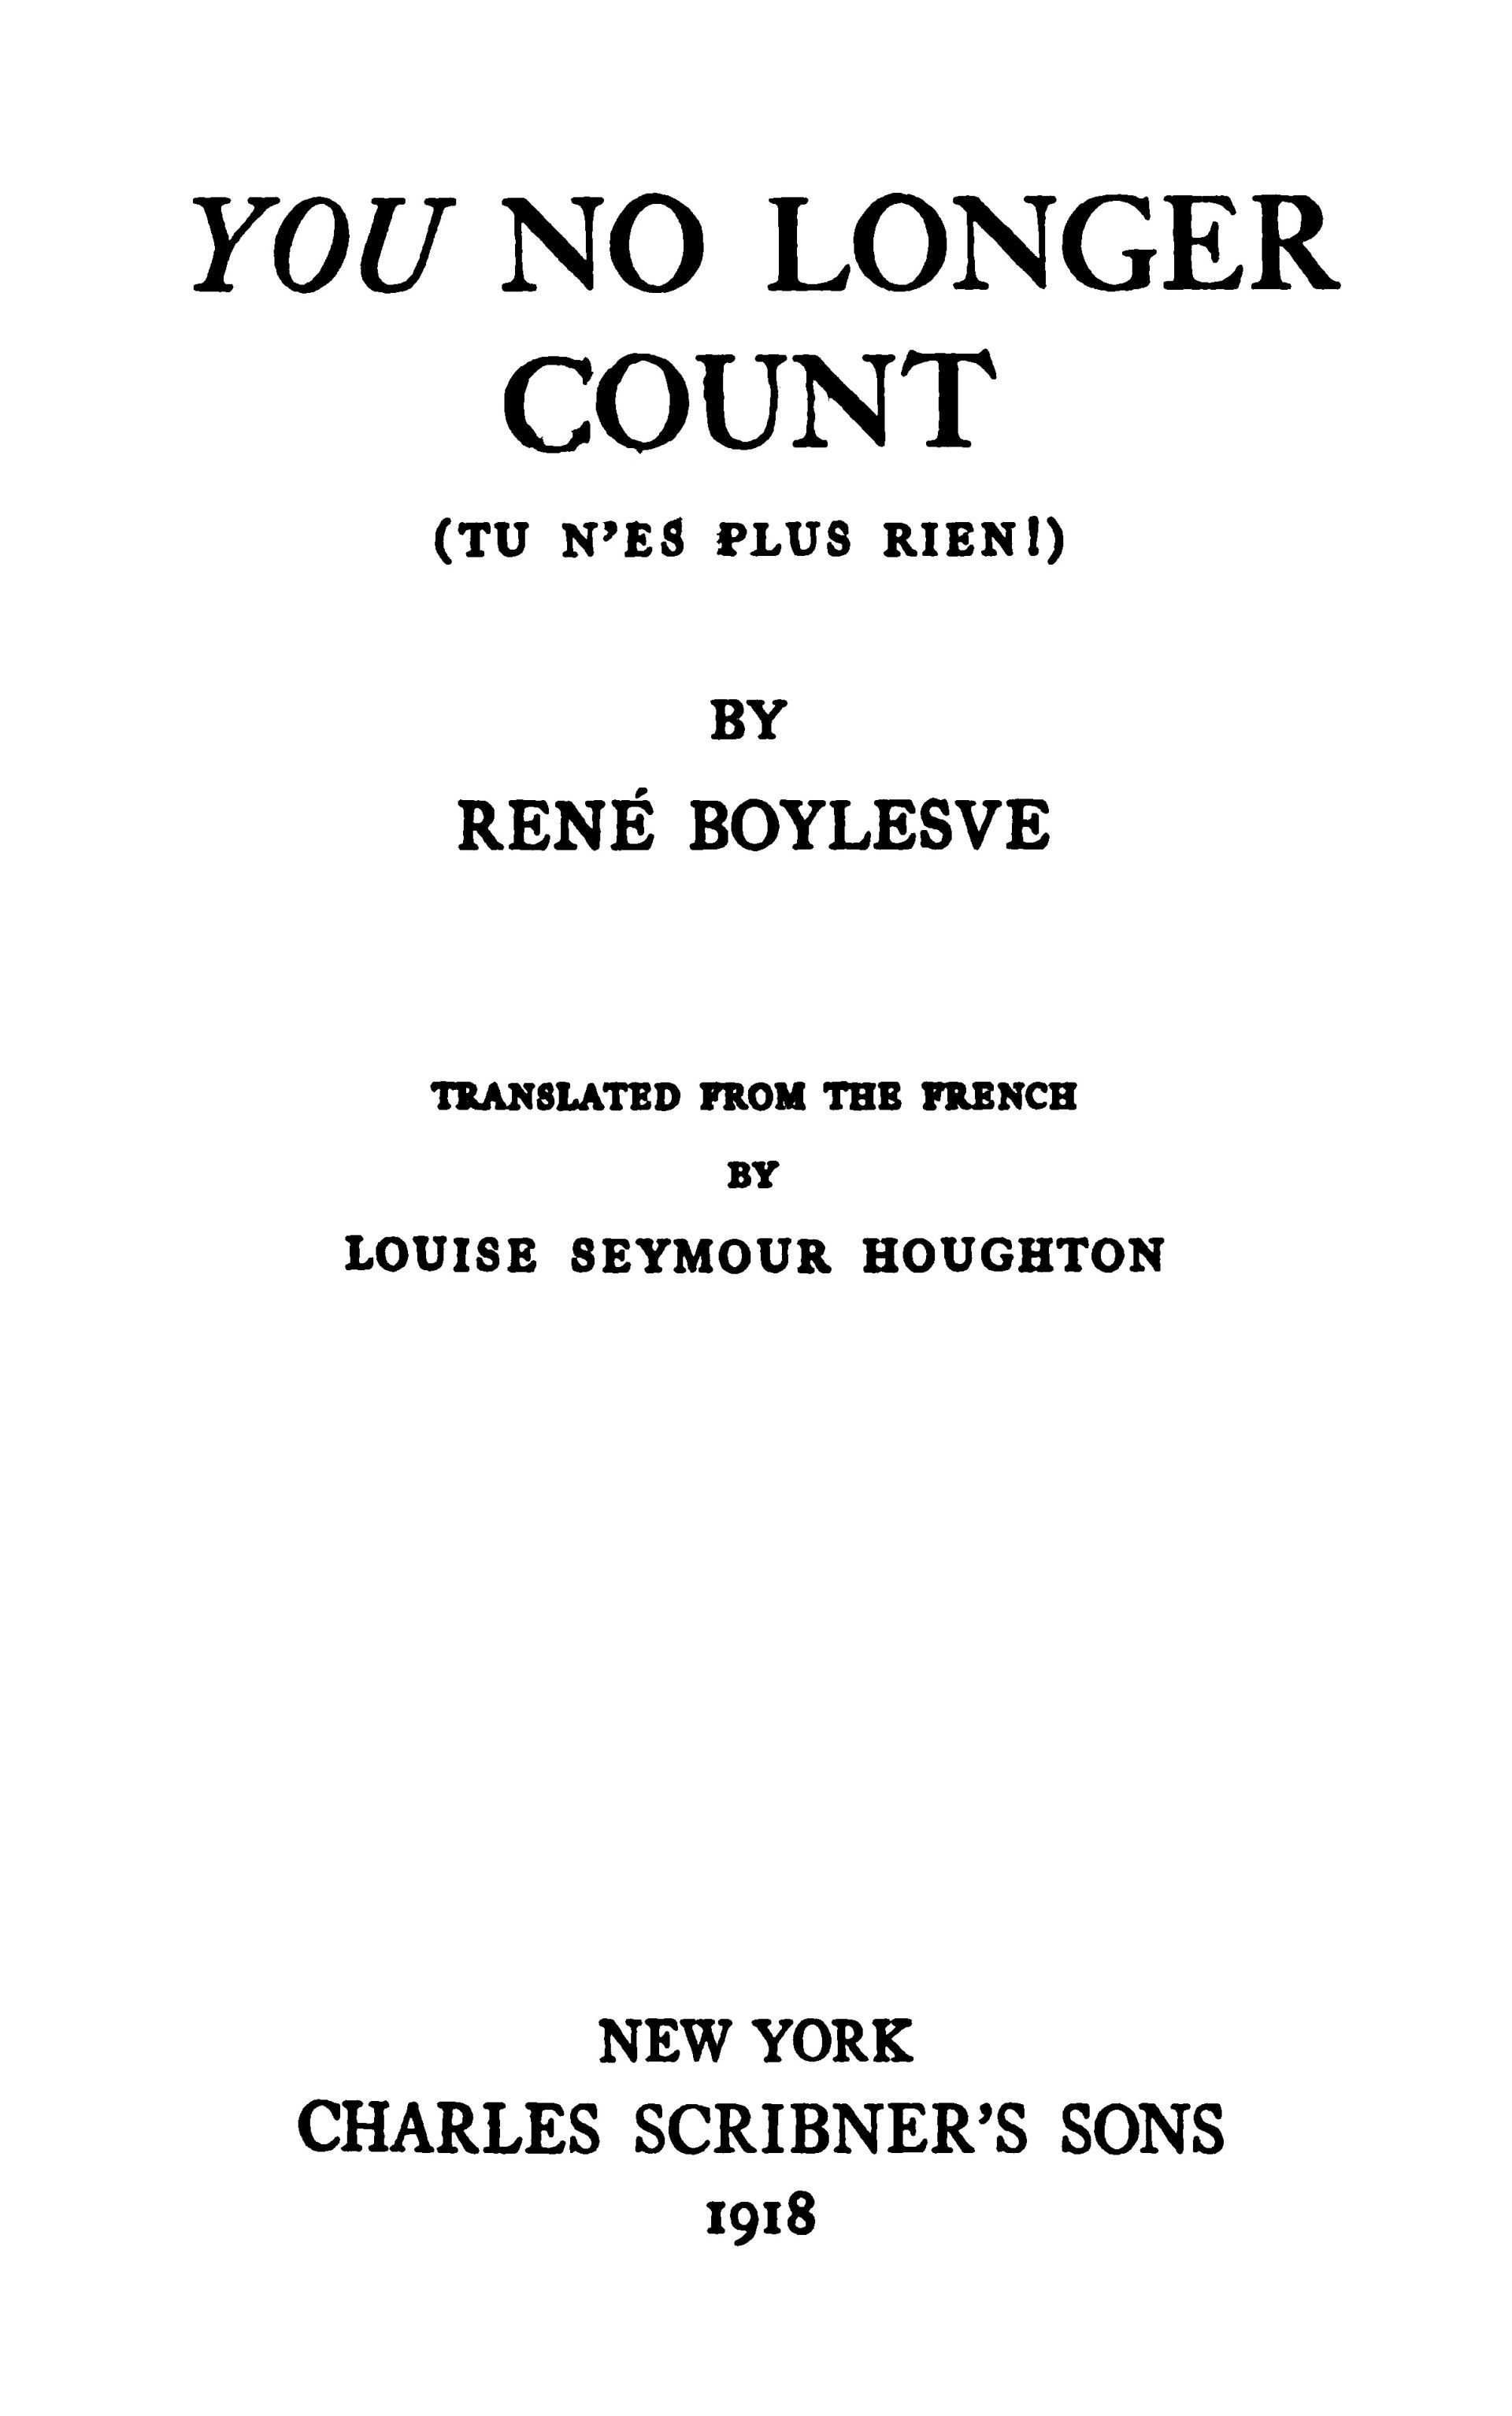 YOU NO LONGER
COUNT
(TU N’ES PLUS RIEN!)
BY
RENÉ BOYLESVE
TRANSLATED FROM THE FRENCH
BY
LOUISE SEYMOUR HOUGHTON
NEW YORK
CHARLES SCRIBNER’S SONS
1918